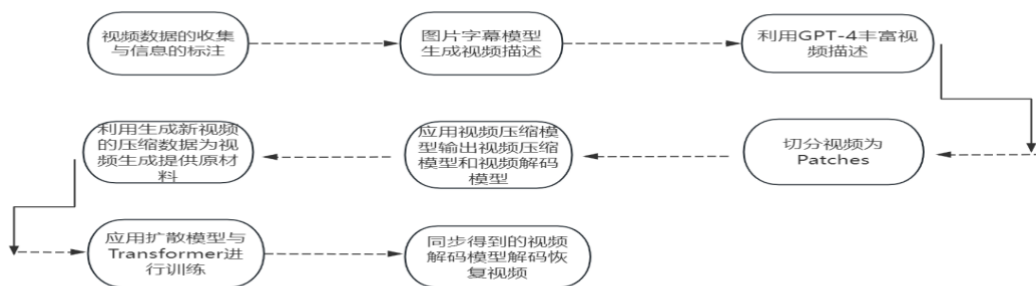 视频数据的收集
与信息的标注
图片字幕模型
生成视频描述
利用GPT-4丰富视
频描述
切分视频为
Patches
应用视频压缩模
型输出视频压缩
模型和视频解码
模型
利用生成新视频
的压缩数据为视
频生成提供原材
料
应用扩散模型与
Transformer进
行训练
同步得到的视频
解码模型解码恢
复视频